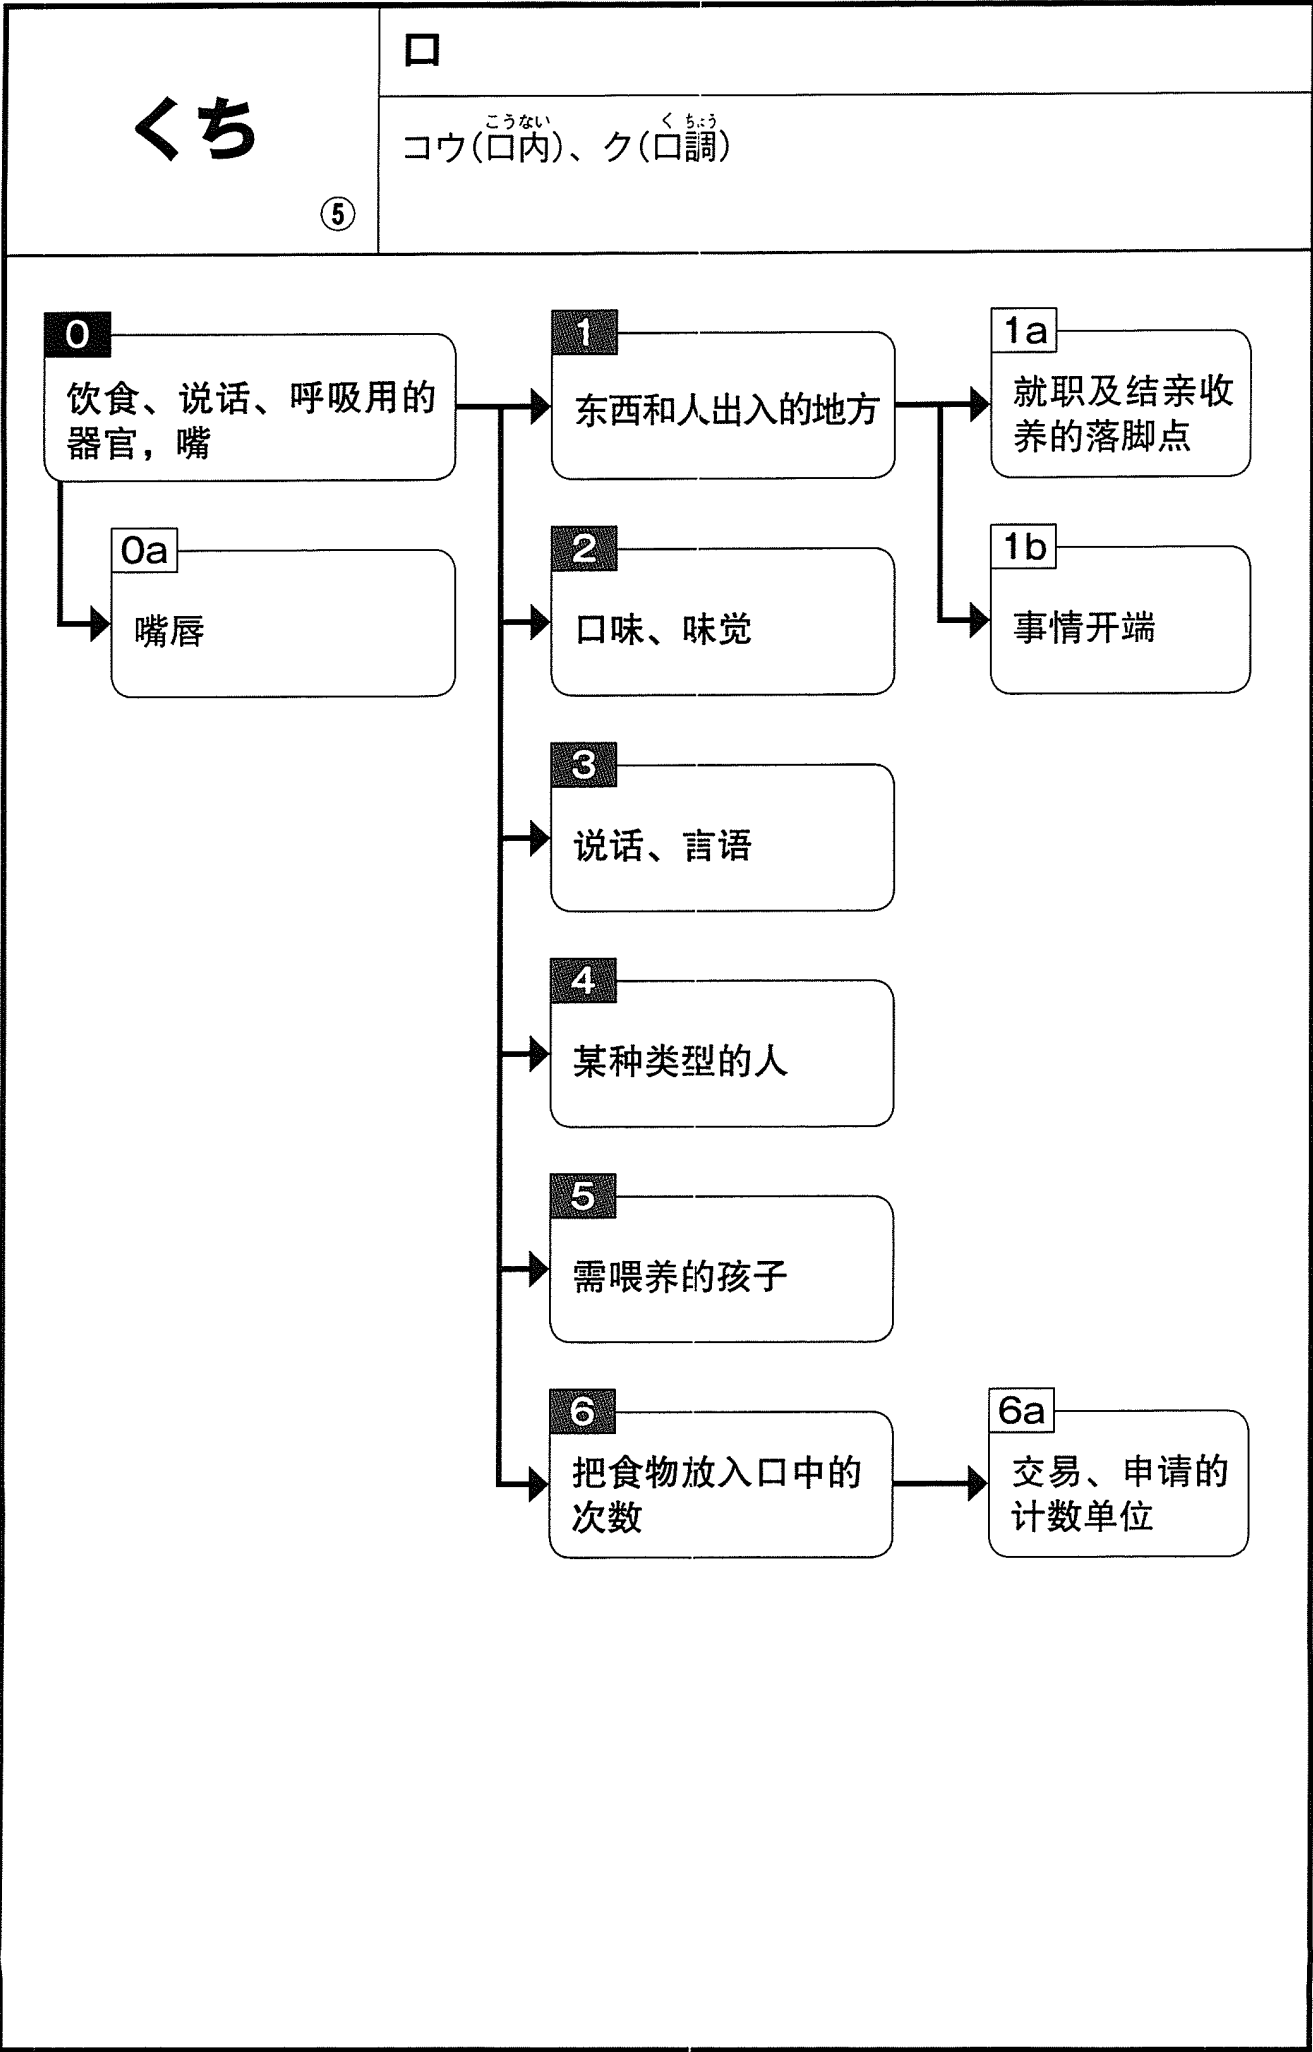 くち
⑤
口
こうない くちょう
コウ(口内)、ク(口調)
0
饮食、说话、呼吸用的
器官，嘴
0a
嘴唇
1
东西和人出入的地方
1a
就职及结亲收
养的落脚点
1b
事情开端
2
口味、味觉
3
说话、言语
4
某种类型的人
5
需喂养的孩子
6
把食物放入口中的
次数
6a
交易、申请的
计数单位